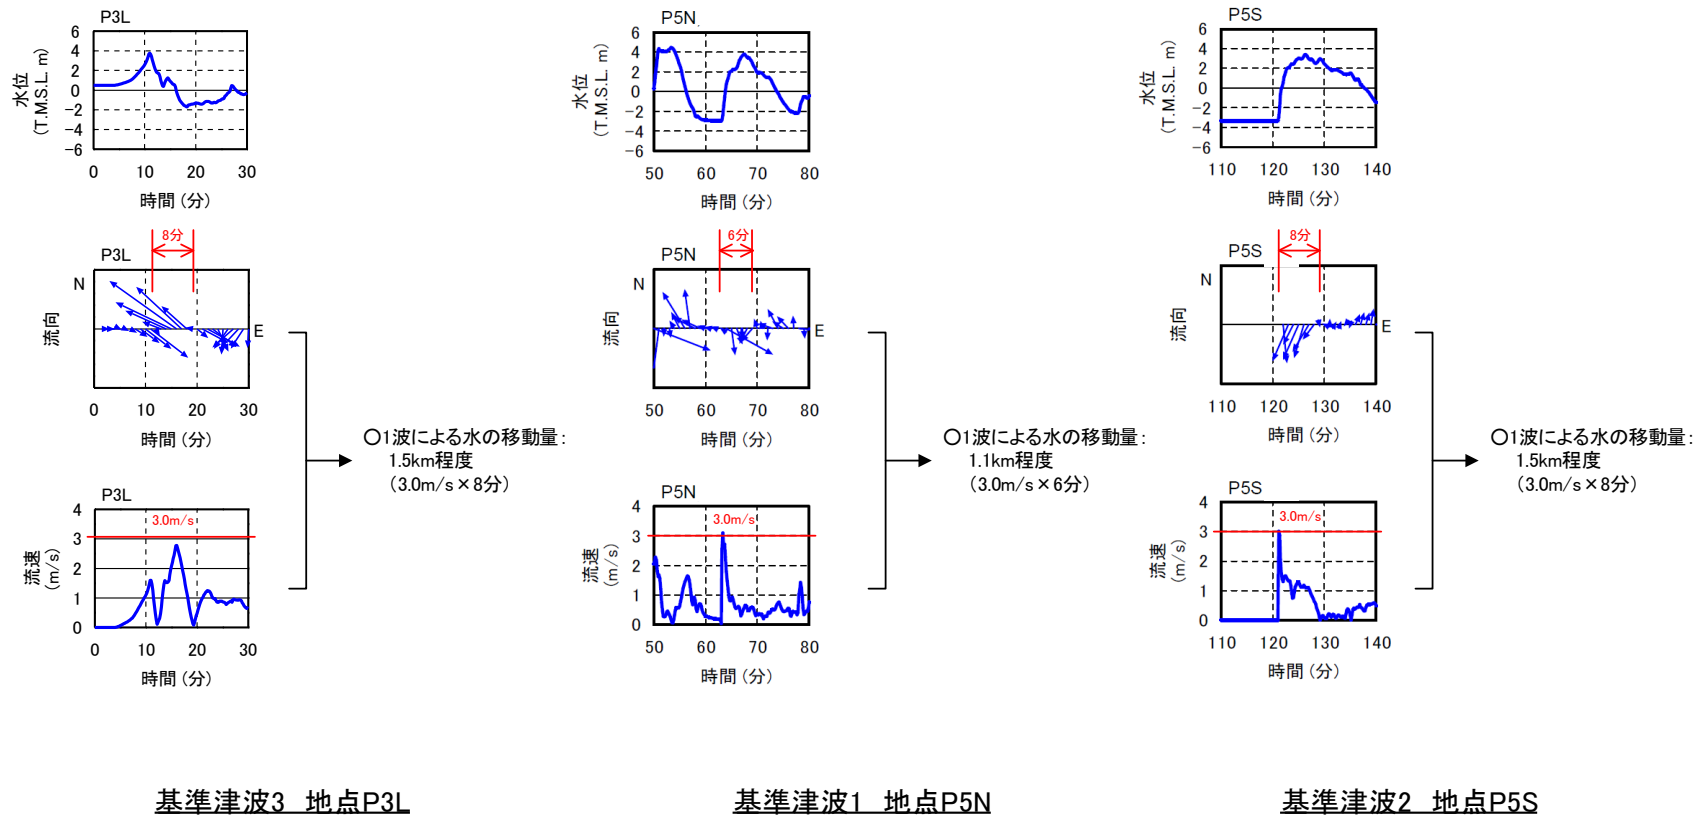 P3L
水位
(T.M.S.L. m)
6
4
2
0
−2
−4
−6
0 10 20 30
時間 (分)
8分
P3L
N
E
流向
0 10 20 30
時間 (分)
P3L
3.0m/s
流速
(m/s)
4
3
2
1
0
0 10 20 30
時間 (分)
○1波による水の移動量:
1.5km程度
(3.0m/s×8分)
基準津波3 地点P3L
P5N
水位
(T.M.S.L. m)
6
4
2
0
−2
−4
−6
50 60 70 80
時間 (分)
6分
P5N
N
E
流向
50 60 70 80
時間 (分)
P5N
3.0m/s
流速
(m/s)
4
3
2
1
0
50 60 70 80
時間 (分)
○1波による水の移動量:
1.1km程度
(3.0m/s×6分)
基準津波1 地点P5N
P5S
水位
(T.M.S.L. m)
6
4
2
0
−2
−4
−6
110 120 130 140
時間 (分)
8分
P5S
N
E
流向
110 120 130 140
時間 (分)
P5S
3.0m/s
流速
(m/s)
4
3
2
1
0
110 120 130 140
時間 (分)
○1波による水の移動量:
1.5km程度
(3.0m/s×8分)
基準津波2 地点P5S